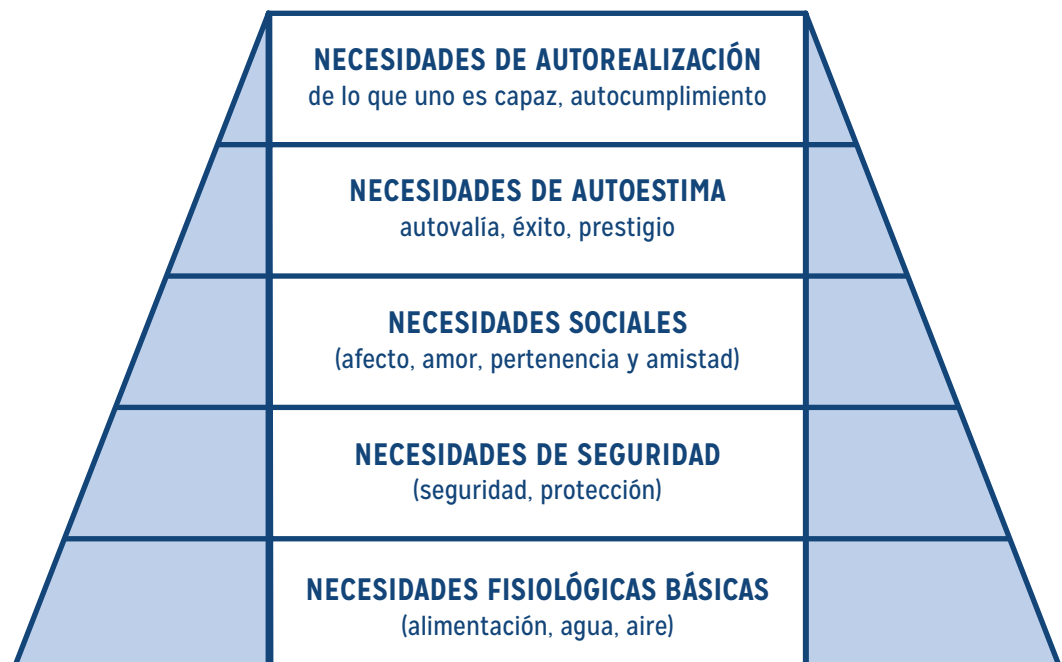 NECESIDADES DE AUTOREALIZACIÓN
de lo que uno es capaz, autocumplimiento
NECESIDADES DE AUTOESTIMA
autovalía, éxito, prestigio
NECESIDADES SOCIALES
(afecto, amor, pertenencia y amistad)
NECESIDADES DE SEGURIDAD
(seguridad, protección)
NECESIDADES FISIOLÓGICAS BÁSICAS
(alimentación, agua, aire)